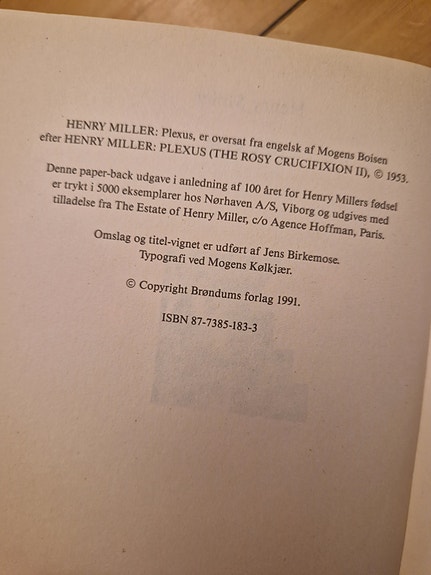 HENRY MILLER: Plexus, er oversat fra engelsk af Mogens Boisen
efter HENRY MILLER: PLEXUS (THE ROSY CRUCIFIXION II), © 1953.
Denne paper-back udgave i anledning af 100 året for Henry Millers fødsel
er trykt i 5000 eksemplarer hos Nørhaven A/S, Viborg og udgives med
tilladelse fra The Estate of Henry Miller, c/o Agence Hoffman, Paris.
Omslag og titel-vignet er udført af Jens Birkemose.
Typografi ved Mogens Kølkjær.
© Copyright Brøndums forlag 1991.
ISBN 87-7385-183-3